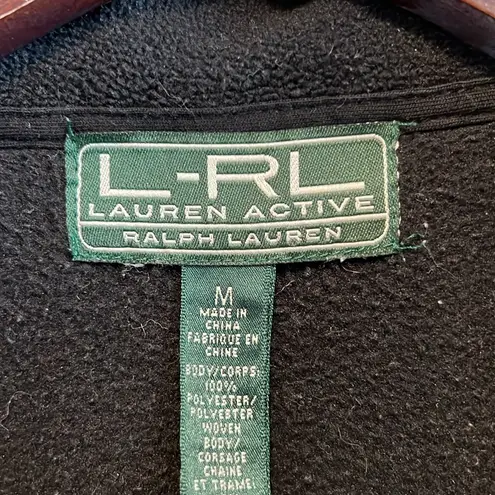 L-RL
LAUREN ACTIVE
RALPH LAUREN
M
MADE IN
CHINA
FABRIQUE EN
CHINE
BODY/CORPS:
100%
POLYESTER/
POLYESTER
WOVEN
BODY/
CORSAGE
CHAINE
ET TRAME: